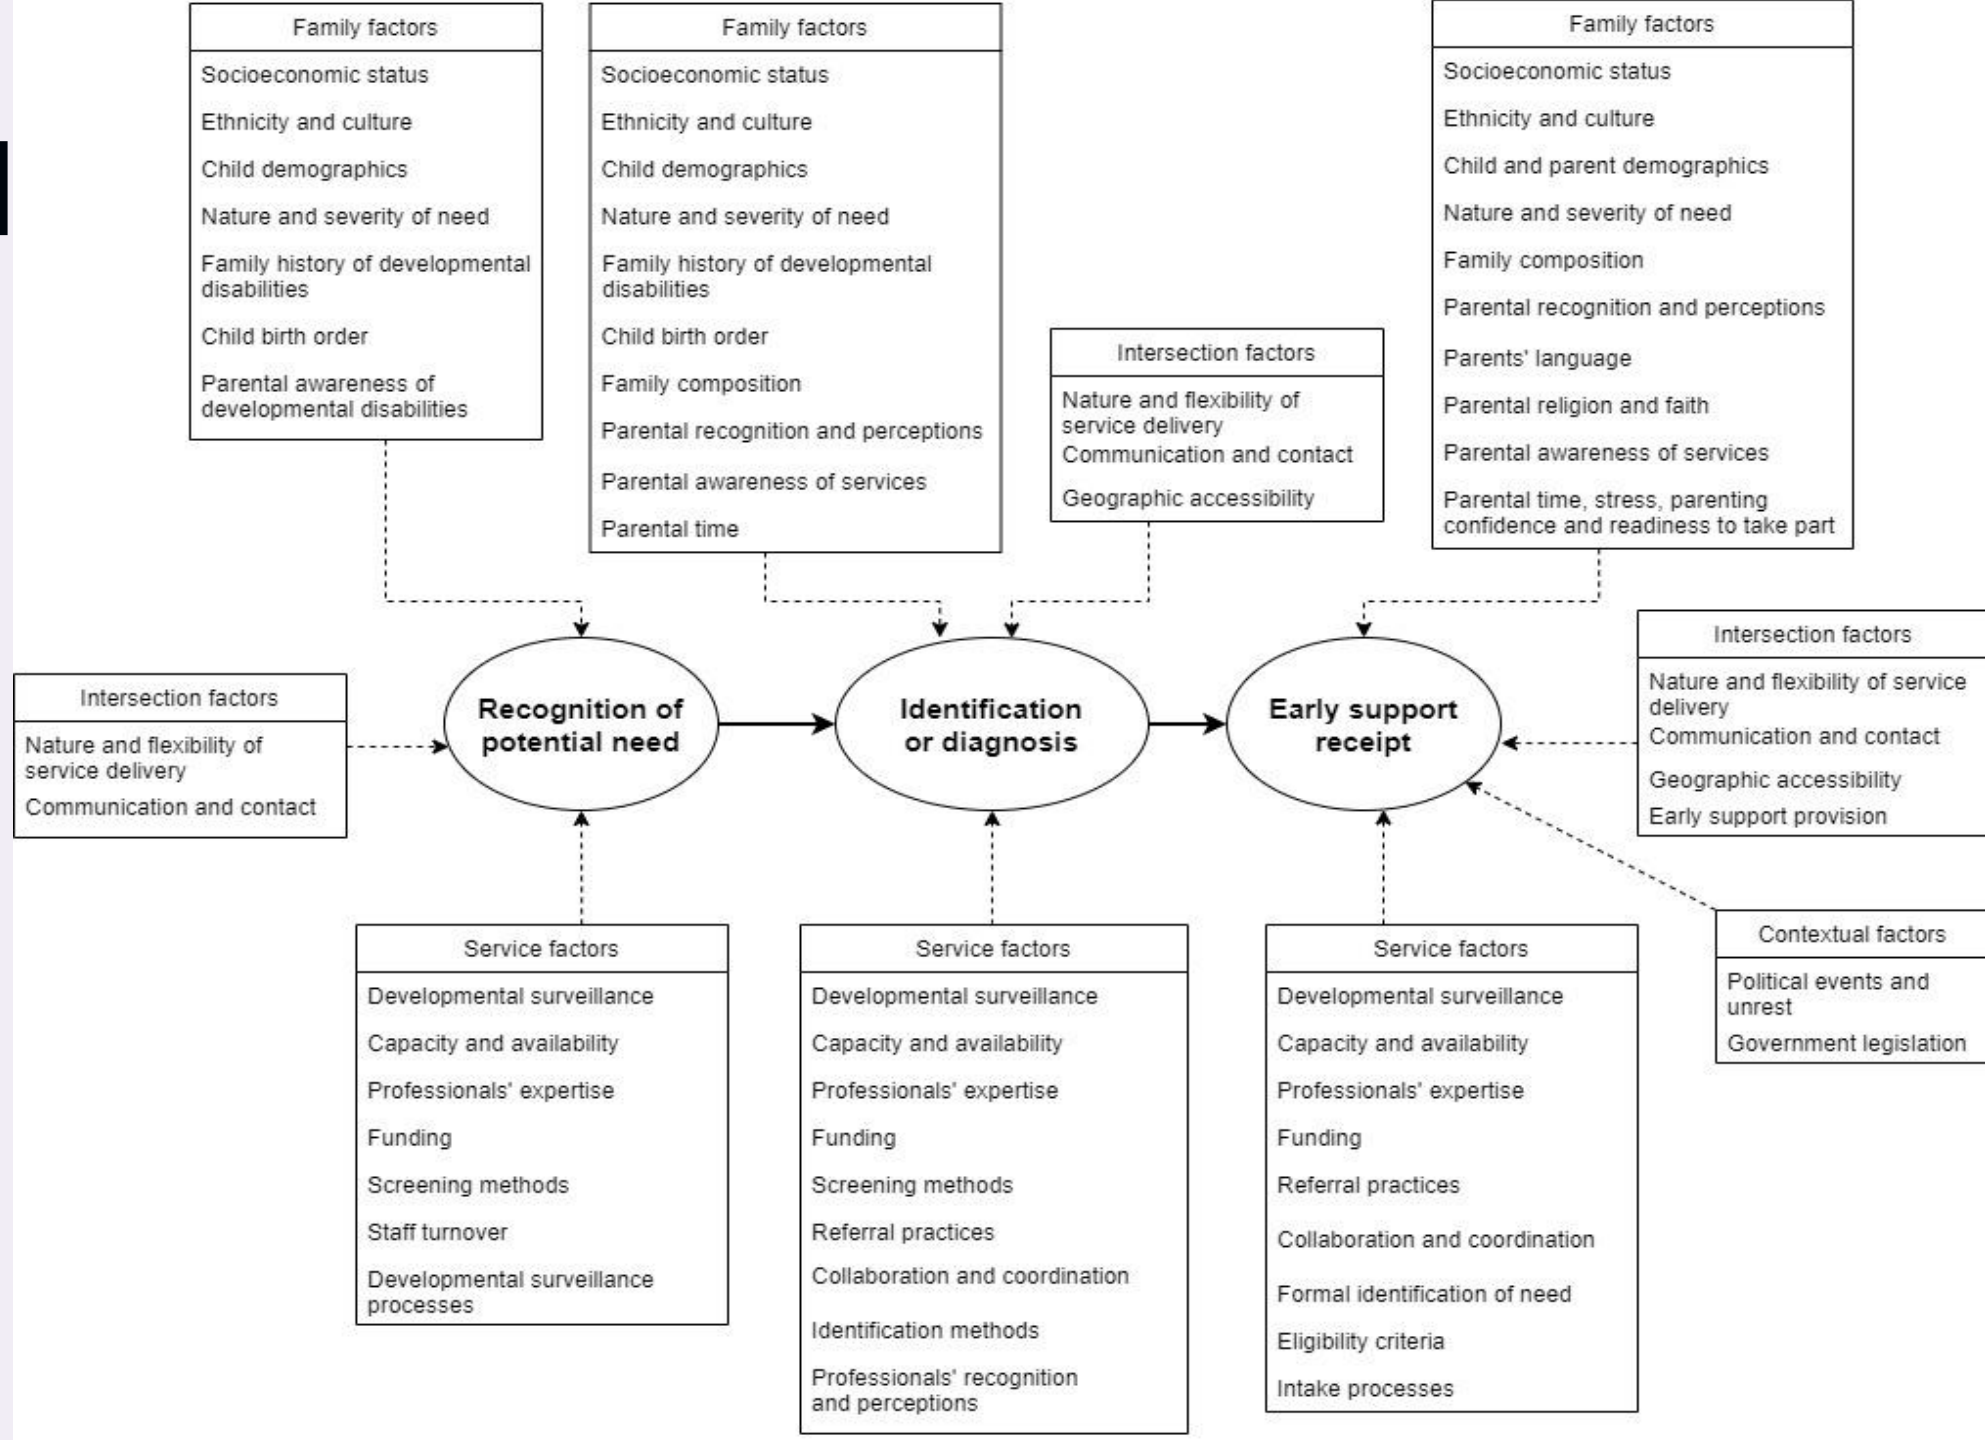 Family factors
Socioeconomic status
Ethnicity and culture
Child demographics
Nature and severity of need
Family history of developmental
disabilities
Child birth order
Parental awareness of
developmental disabilities
Family factors
Socioeconomic status
Ethnicity and culture
Child demographics
Nature and severity of need
Family history of developmental
disabilities
Child birth order
Family composition
Parental recognition and perceptions
Parental awareness of services
Parental time
Intersection factors
Nature and flexibility of
service delivery
Communication and contact
Geographic accessibility
Family factors
Socioeconomic status
Ethnicity and culture
Child and parent demographics
Nature and severity of need
Family composition
Parental recognition and perceptions
Parents' language
Parental religion and faith
Parental awareness of services
Parental time, stress, parenting
confidence and readiness to take part
Intersection factors
Nature and flexibility of
service delivery
Communication and contact
Recognition of
potential need
Identification
or diagnosis
Early support
receipt
Intersection factors
Nature and flexibility of service
delivery
Communication and contact
Geographic accessibility
Early support provision
Service factors
Developmental surveillance
Capacity and availability
Professionals' expertise
Funding
Screening methods
Staff turnover
Developmental surveillance
processes
Service factors
Developmental surveillance
Capacity and availability
Professionals' expertise
Funding
Screening methods
Referral practices
Collaboration and coordination
Identification methods
Professionals' recognition
and perceptions
Service factors
Developmental surveillance
Capacity and availability
Professionals' expertise
Funding
Referral practices
Collaboration and coordination
Formal identification of need
Eligibility criteria
Intake processes
Contextual factors
Political events and
unrest
Government legislation